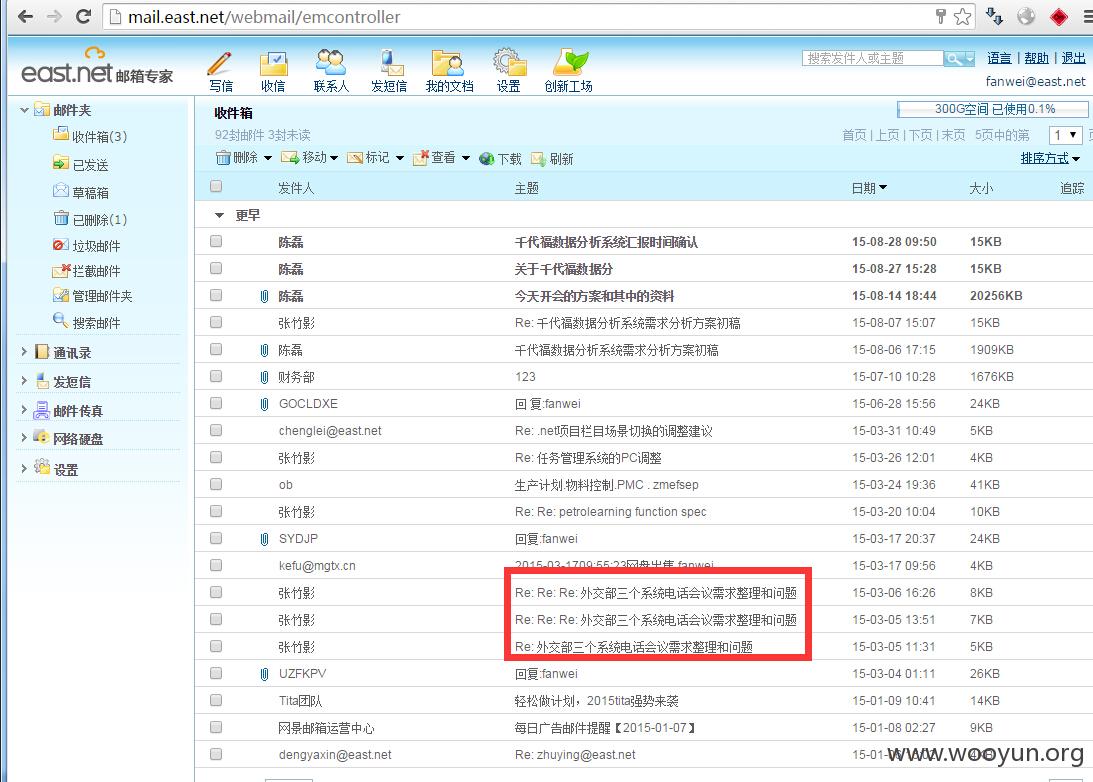 mail.east.net/webmail/emcontroller
east.net 邮箱专家
写信 收信 联系人 发短信 我的文档 设置 创新工场
搜索发件人或主题
语言 | 帮助 | 退出
fanwei@east.net
邮件夹
收件箱(3)
已发送
草稿箱
已删除(1)
垃圾邮件
拦截邮件
管理邮件夹
搜索邮件
通讯录
发短信
邮件传真
网络硬盘
设置
收件箱
300G空间 已使用0.1%
92封邮件 3封未读
首页 | 上页 | 下页 | 末页 5页中的第 1 页
删除 移动 标记 查看 下载 刷新
排序方式
发件人 主题 日期 大小 追踪
更早
陈磊 千代福数据分析系统汇报时间确认 15-08-28 09:50 15KB
陈磊 关于千代福数据分 15-08-27 15:28 15KB
陈磊 今天开会的方案和其中的资料 15-08-14 18:44 20256KB
张竹影 Re: 千代福数据分析系统需求分析方案初稿 15-08-07 15:07 15KB
陈磊 千代福数据分析系统需求分析方案初稿 15-08-06 17:15 1909KB
财务部 123 15-07-10 10:28 1676KB
GOCLDXE 回 复:fanwei 15-06-28 15:56 24KB
chenglei@east.net Re: .net项目栏目场景切换的调整建议 15-03-31 10:49 5KB
张竹影 Re: 任务管理系统的PC调整 15-03-26 12:01 4KB
ob 生产计划.物料控制.PMC . zmefsep 15-03-24 19:36 41KB
张竹影 Re: Re: petrolearning function spec 15-03-20 10:04 10KB
SYDJP 回复:fanwei 15-03-17 20:37 24KB
kefu@mgtx.cn 2015-03-1709:55:23网盘出售 fanwei 15-03-17 09:56 4KB
张竹影 Re: Re: Re: 外交部三个系统电话会议需求整理和问题 15-03-06 16:26 8KB
张竹影 Re: Re: Re: 外交部三个系统电话会议需求整理和问题 15-03-05 13:51 7KB
张竹影 Re: 外交部三个系统电话会议需求整理和问题 15-03-05 11:31 5KB
UZFKPV 回复:fanwei 15-03-04 01:11 26KB
Tita团队 轻松做计划，2015tita强势来袭 15-01-09 10:41 14KB
网景邮箱运营中心 每日广告邮件提醒【2015-01-07】 15-01-08 02:27 9KB
dengyaxin@east.net Re: zhuying@east.net
www.wooyun.org